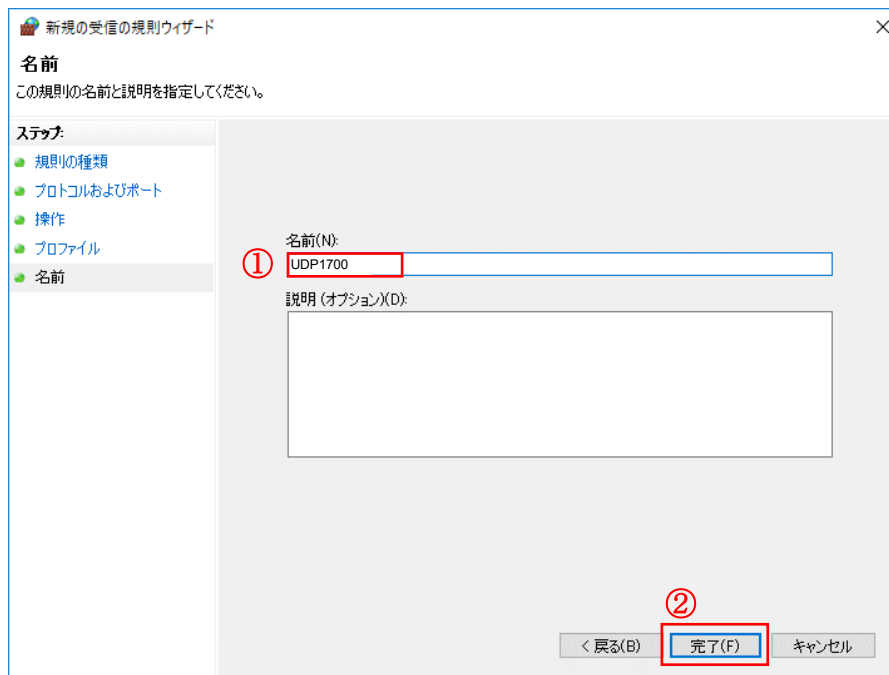 新規の受信の規則ウィザード
名前
この規則の名前と説明を指定してください。
ステップ:
規則の種類
プロトコルおよびポート
操作
プロファイル
名前
名前(N):
① UDP1700
説明 (オプション)(D):
②
< 戻る(B) 完了(F) キャンセル